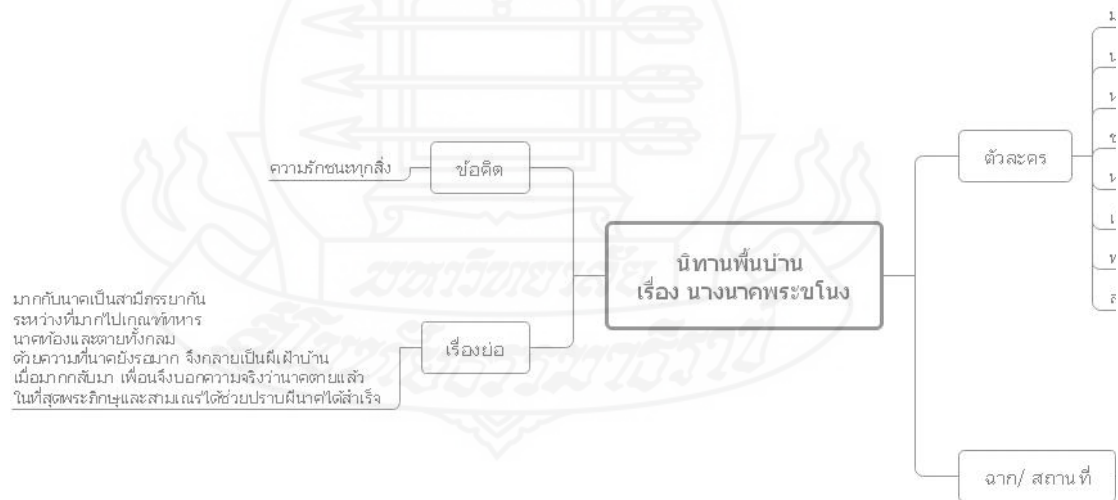 ความรักชนะทุกสิ่ง
ข้อคิด
มากกับนาคเป็นสามีภรรยากัน
ระหว่างที่มากไปเกณฑ์ทหาร
นาคท้องและตายทั้งกลม
ด้วยความที่นาคยังรอมาก จึงกลายเป็นผีเฝ้าบ้าน
เมื่อมากกลับมา เพื่อนจึงบอกความจริงว่านาคตายแล้ว
ในที่สุดพระภิกษุและสามเณรได้ช่วยปราบผีนาคได้สำเร็จ
เรื่องย่อ
นิทานพื้นบ้าน
เรื่อง นางนาคพระขโนง
ตัวละคร
ฉาก/ สถานที่